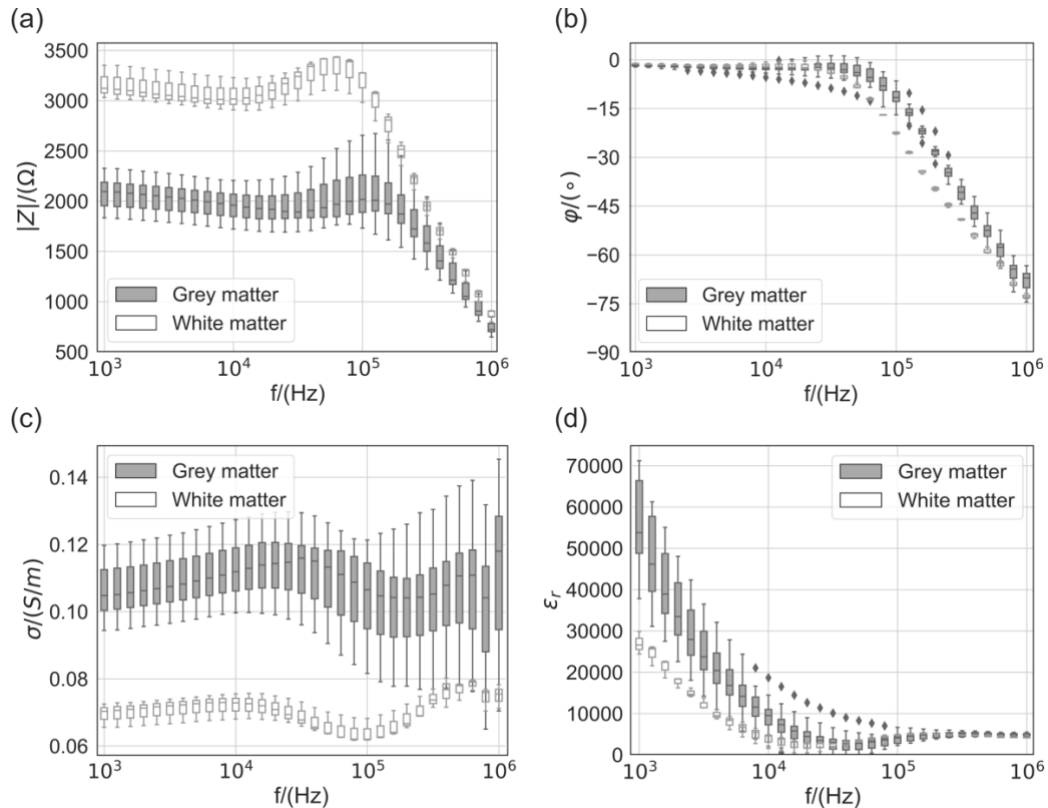 (a)
3500
3000
2500
2000
1500
1000
500
|Z|/(Ω)
Grey matter
White matter
10³ 10⁴ 10⁵ 10⁶
f/(Hz)
(b)
0
−15
−30
−45
−60
−75
−90
φ/(∘)
Grey matter
White matter
10³ 10⁴ 10⁵ 10⁶
f/(Hz)
(c)
0.14
0.12
0.10
0.08
0.06
σ/(S/m)
Grey matter
White matter
10³ 10⁴ 10⁵ 10⁶
f/(Hz)
(d)
70000
60000
50000
40000
30000
20000
10000
0
εᵣ
Grey matter
White matter
10³ 10⁴ 10⁵ 10⁶
f/(Hz)